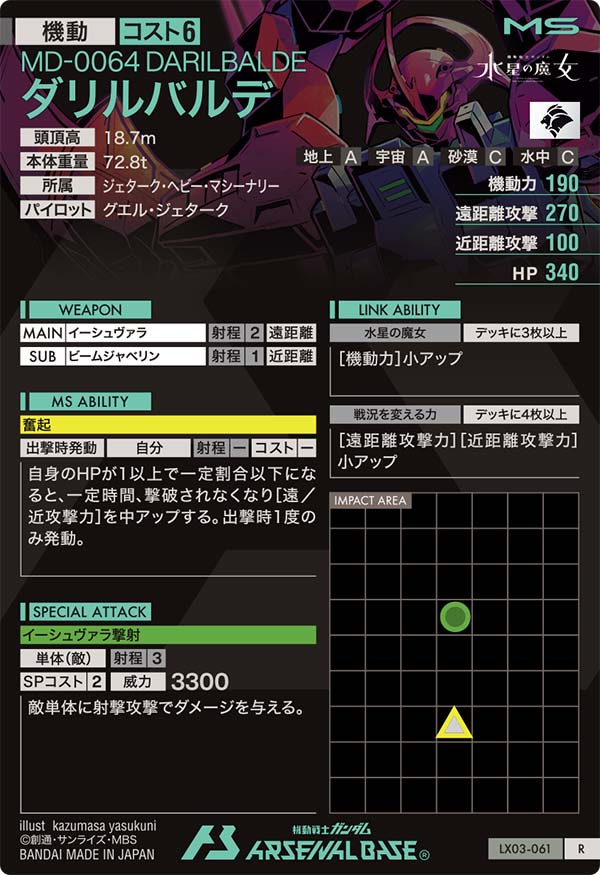 機動 コスト6
MS
MD-0064 DARILBALDE
ダリルバルデ
機動戦士ガンダム
水星の魔女
頭頂高 18.7m
本体重量 72.8t
所属 ジェターク・ヘビー・マシーナリー
パイロット グエル・ジェターク
地上 A 宇宙 A 砂漠 C 水中 C
機動力 190
遠距離攻撃 270
近距離攻撃 100
HP 340
WEAPON
MAIN イーシュヴァラ 射程 2 遠距離
SUB ビームジャベリン 射程 1 近距離
MS ABILITY
奮起
出撃時発動 自分 射程 ー コスト ー
自身のHPが1以上で一定割合以下にな
ると、一定時間、撃破されなくなり[遠／
近攻撃力]を中アップする。出撃時1度の
み発動。
SPECIAL ATTACK
イーシュヴァラ撃射
単体(敵) 射程 3
SPコスト 2 威力 3300
敵単体に射撃攻撃でダメージを与える。
LINK ABILITY
水星の魔女 デッキに3枚以上
[機動力]小アップ
戦況を変える力 デッキに4枚以上
[遠距離攻撃力][近距離攻撃力]
小アップ
IMPACT AREA
illust kazumasa yasukuni
©創通・サンライズ・MBS
BANDAI MADE IN JAPAN
機動戦士ガンダム
AB ARSENAL BASE®
LX03-061 R